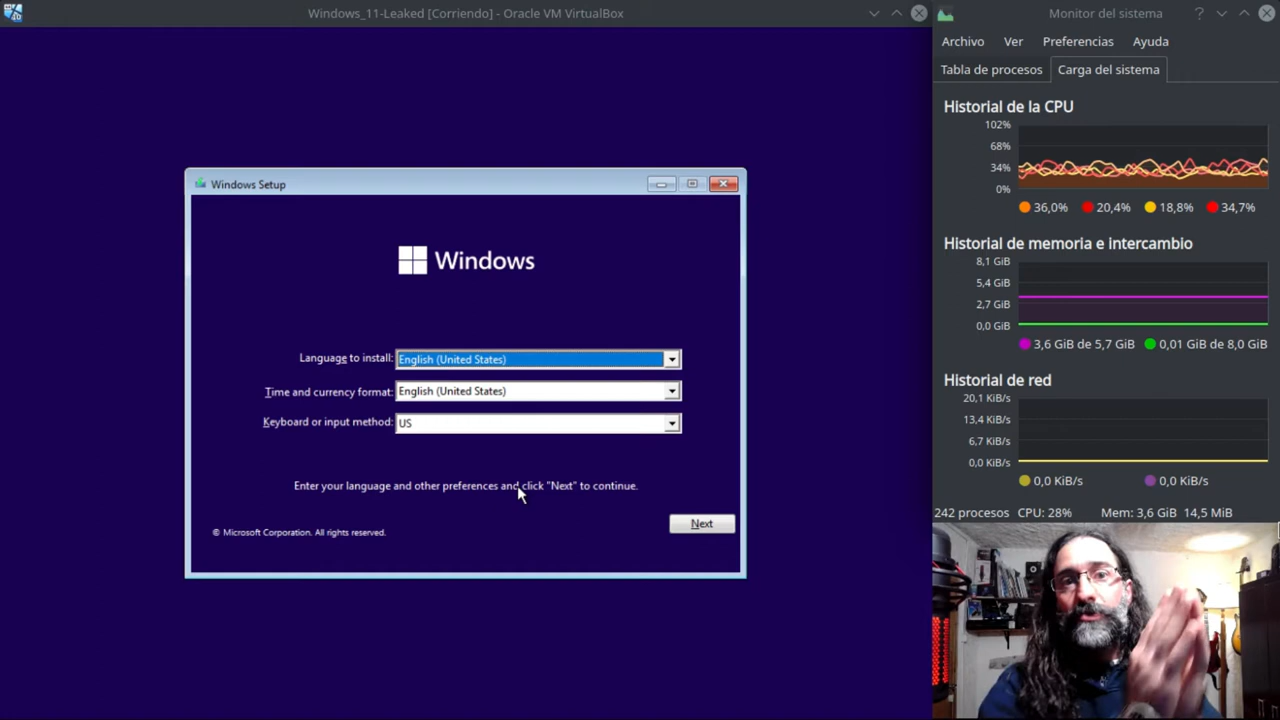 Windows_11-Leaked [Corriendo] - Oracle VM VirtualBox
Windows Setup
Windows
Language to install: English (United States)
Time and currency format: English (United States)
Keyboard or input method: US
Enter your language and other preferences and click "Next" to continue.
Next
© Microsoft Corporation. All rights reserved.
Monitor del sistema
Archivo Ver Preferencias Ayuda
Tabla de procesos Carga del sistema
Historial de la CPU
102%
68%
34%
0%
36,0% 20,4% 18,8% 34,7%
Historial de memoria e intercambio
8,1 GiB
5,4 GiB
2,7 GiB
0,0 GiB
3,6 GiB de 5,7 GiB 0,01 GiB de 8,0 GiB
Historial de red
20,1 KiB/s
13,4 KiB/s
6,7 KiB/s
0,0 KiB/s
0,0 KiB/s 0,0 KiB/s
242 procesos CPU: 28% Mem: 3,6 GiB 14,5 MiB